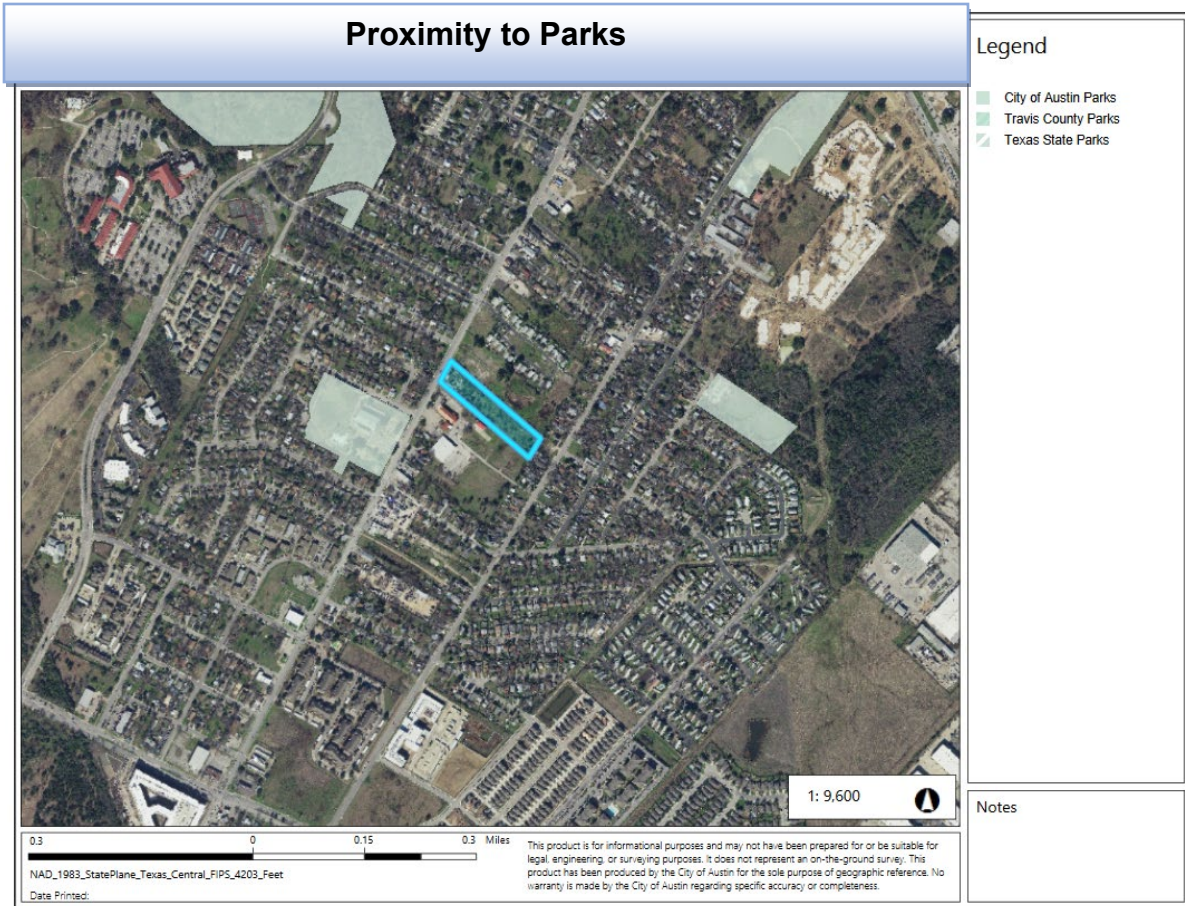 Proximity to Parks
Legend
City of Austin Parks
Travis County Parks
Texas State Parks
1: 9,600
Notes
0.3 0 0.15 0.3 Miles
NAD_1983_StatePlane_Texas_Central_FIPS_4203_Feet
Date Printed:
This product is for informational purposes and may not have been prepared for or be suitable for
legal, engineering, or surveying purposes. It does not represent an on-the-ground survey. This
product has been produced by the City of Austin for the sole purpose of geographic reference. No
warranty is made by the City of Austin regarding specific accuracy or completeness.